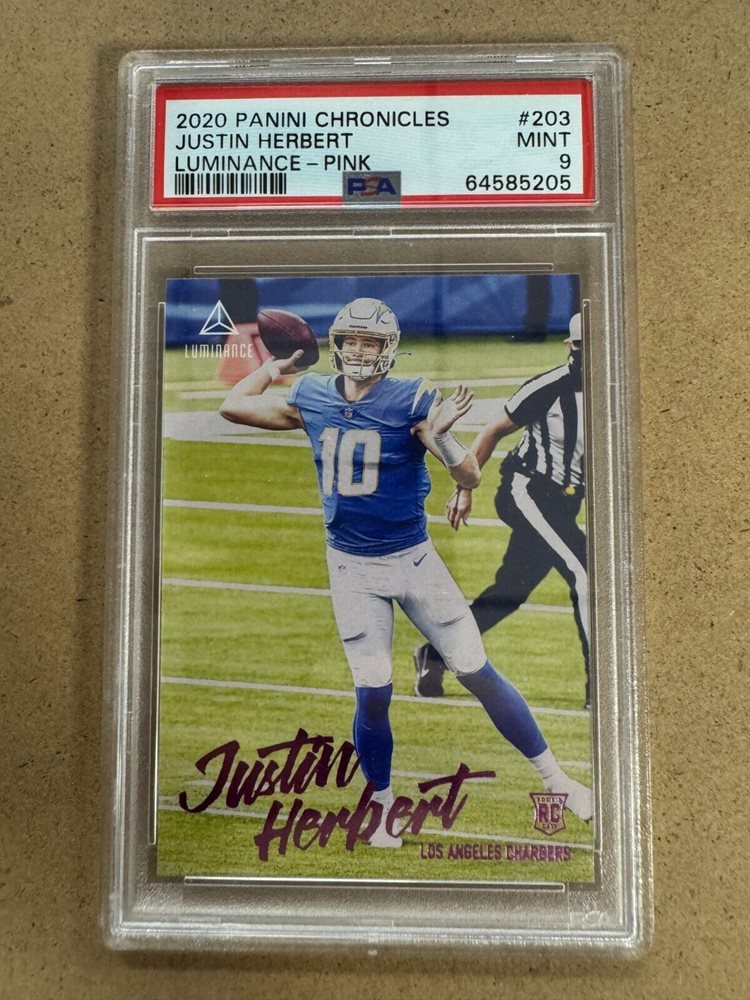 2020 PANINI CHRONICLES #203
JUSTIN HERBERT MINT
LUMINANCE – PINK 9
PSA 64585205
LUMINANCE
10
Justin
Herbert
RC
LOS ANGELES CHARGERS